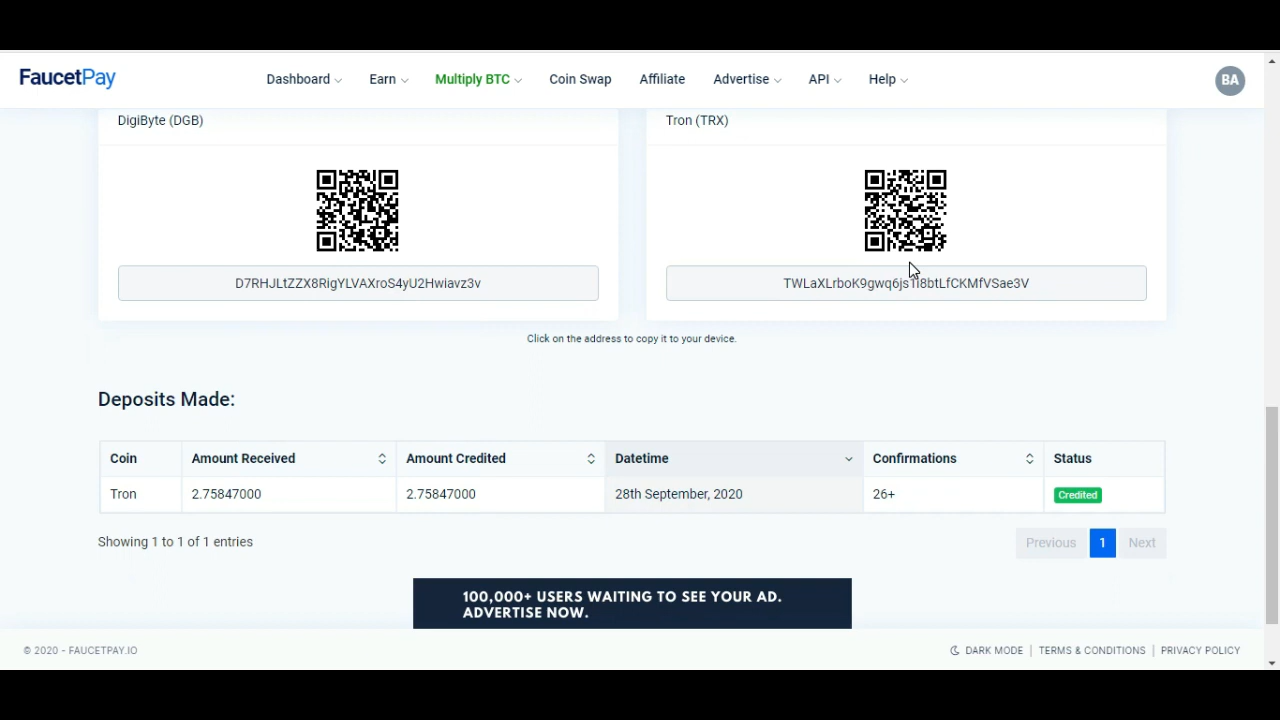 FaucetPay
Dashboard Earn Multiply BTC Coin Swap Affiliate Advertise API Help
BA
DigiByte (DGB)
Tron (TRX)
D7RHJLtZZX8RigYLVAXroS4yU2Hwiavz3v
Click on the address to copy it to your device.
Deposits Made:
Coin Amount Received Amount Credited Datetime Confirmations Status
Tron 2.75847000 2.75847000 28th September, 2020 26+ Credited
Showing 1 to 1 of 1 entries
Previous 1 Next
100,000+ USERS WAITING TO SEE YOUR AD.
ADVERTISE NOW.
© 2020 - FAUCETPAY.IO
DARK MODE | TERMS & CONDITIONS | PRIVACY POLICY